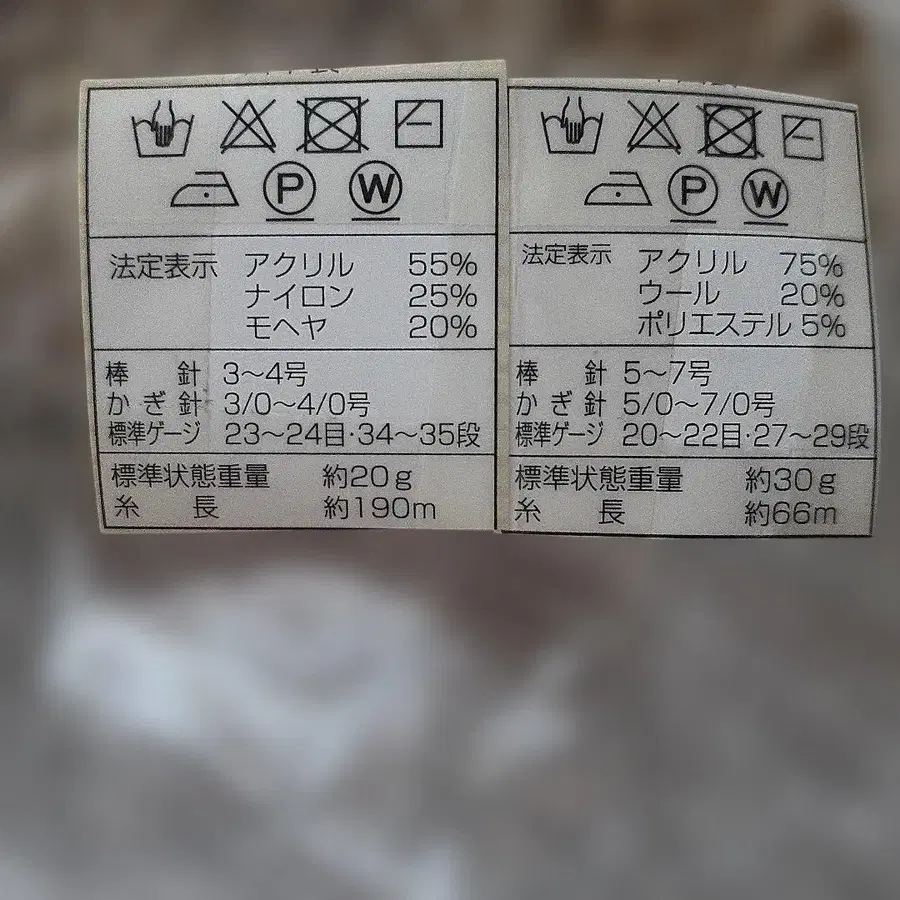 P W
法定表示 アクリル 55%
ナイロン 25%
モヘヤ 20%
棒針 3〜4号
かぎ針 3/0〜4/0号
標準ゲージ 23〜24目・34〜35段
標準状態重量 約20g
糸長 約190m
P W
法定表示 アクリル 75%
ウール 20%
ポリエステル 5%
棒針 5〜7号
かぎ針 5/0〜7/0号
標準ゲージ 20〜22目・27〜29段
標準状態重量 約30g
糸長 約66m